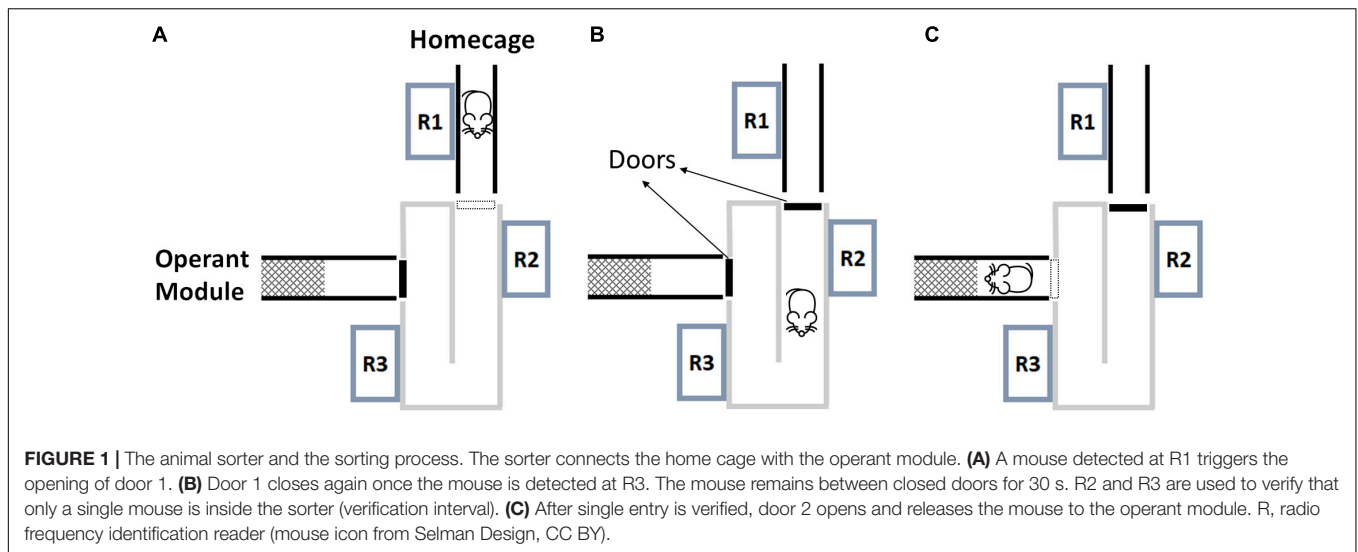 A
B
C
Homecage
R1
R2
R3
Operant
Module
Doors
R1
R2
R3
R1
R2
R3
FIGURE 1 | The animal sorter and the sorting process. The sorter connects the home cage with the operant module. (A) A mouse detected at R1 triggers the
opening of door 1. (B) Door 1 closes again once the mouse is detected at R3. The mouse remains between closed doors for 30 s. R2 and R3 are used to verify that
only a single mouse is inside the sorter (verification interval). (C) After single entry is verified, door 2 opens and releases the mouse to the operant module. R, radio
frequency identification reader (mouse icon from Selman Design, CC BY).